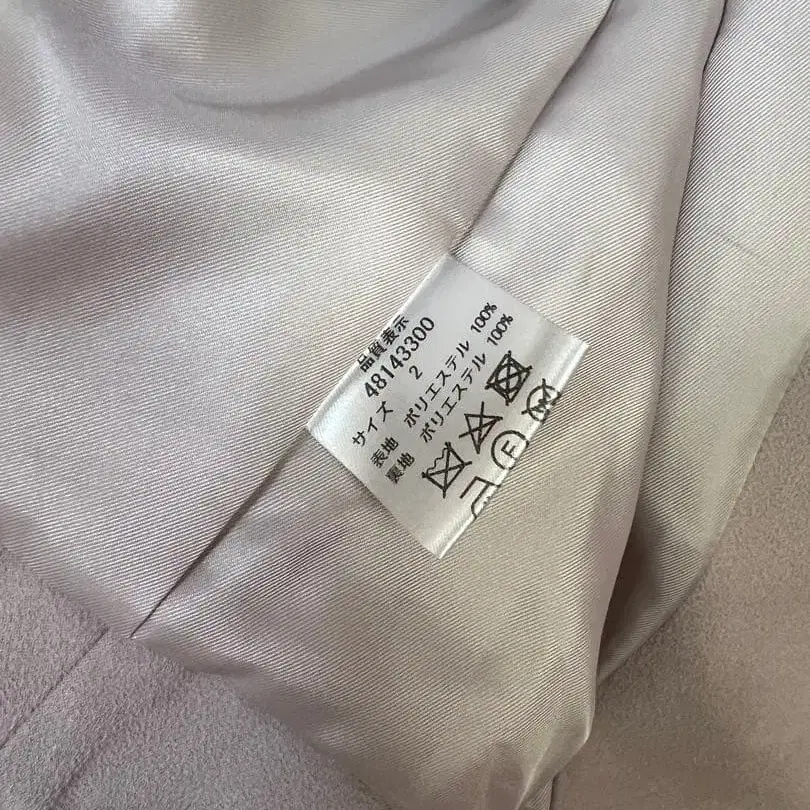 品質表示
48143300
サイズ 2
表地 ポリエステル 100%
裏地 ポリエステル 100%
F